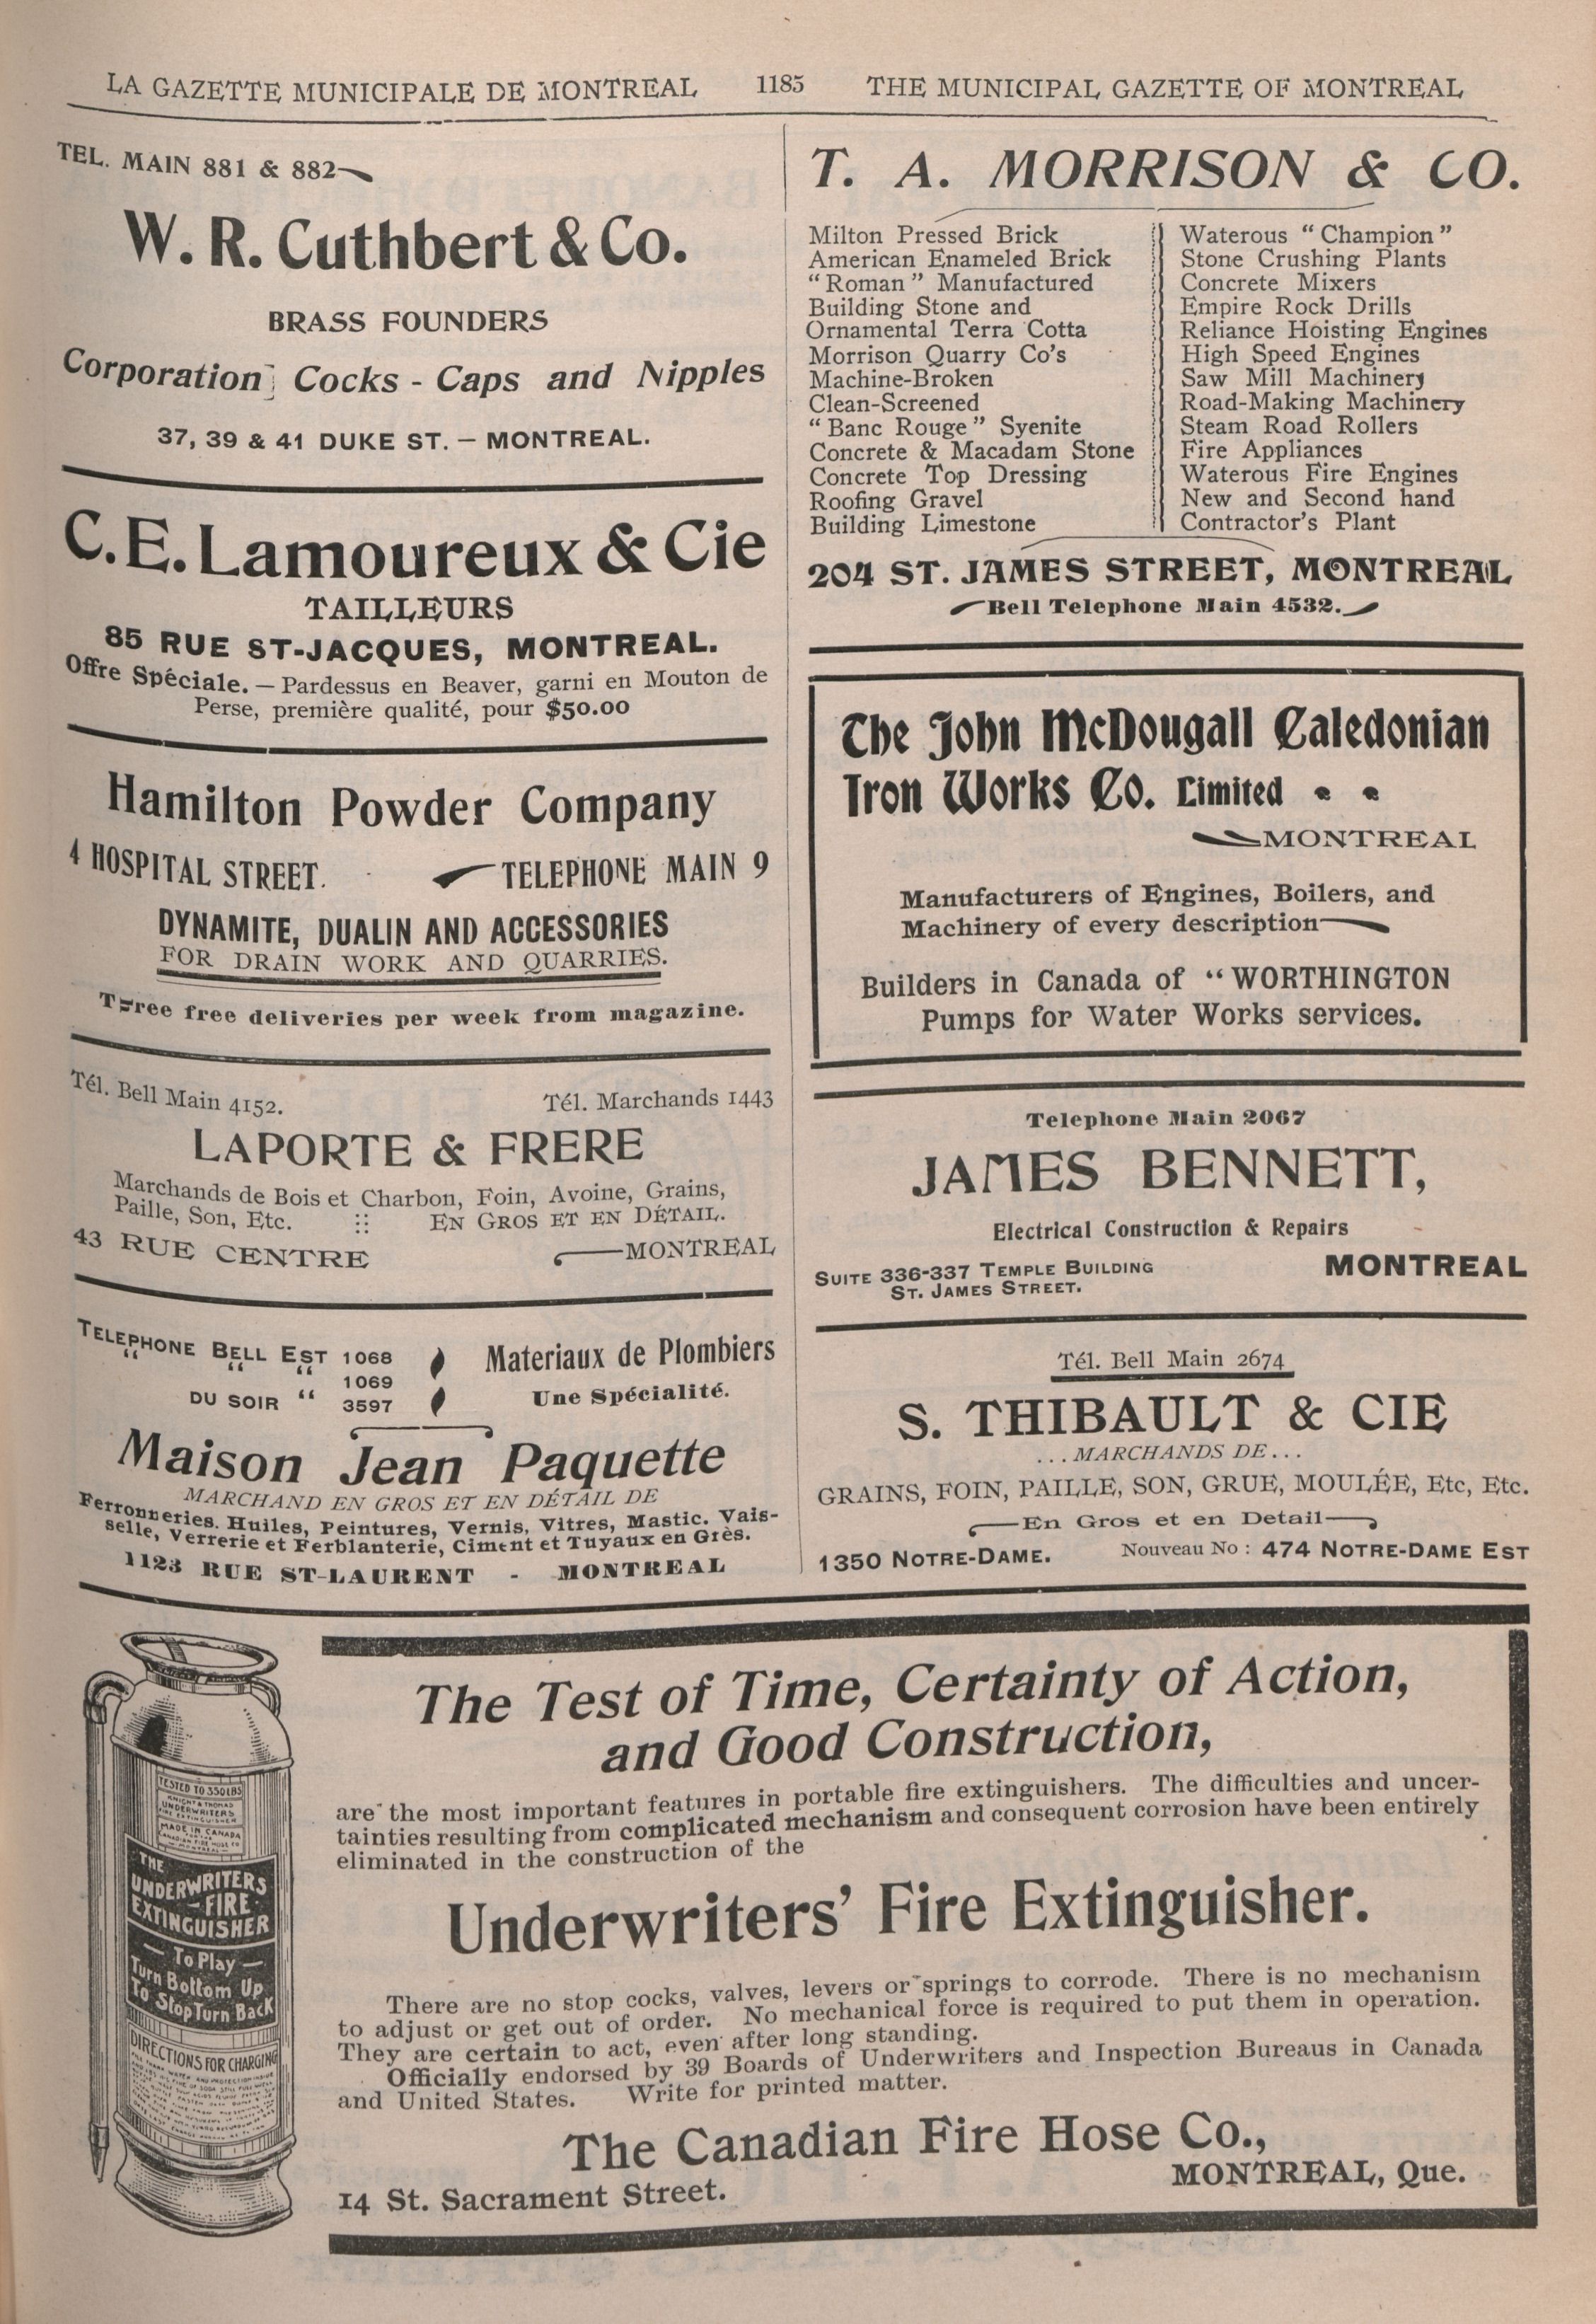 LA GAZETTE MUNICIPALE DE MONTREAL 1185 THE MUNICIPAL GAZETTE OF MONTREAL
TEL. MAIN 881 & 882
W. R. Cuthbert & Co.
BRASS FOUNDERS
Corporation Cocks - Caps and Nipples
37, 39 & 41 DUKE ST. — MONTREAL.
C. E. Lamoureux & Cie
TAILLEURS
85 RUE ST-JACQUES, MONTREAL.
Offre Spéciale. — Pardessus en Beaver, garni en Mouton de
Perse, première qualité, pour $50.00
Hamilton Powder Company
4 HOSPITAL STREET. TELEPHONE MAIN 9
DYNAMITE, DUALIN AND ACCESSORIES
FOR DRAIN WORK AND QUARRIES.
Three free deliveries per week from magazine.
Tél. Bell Main 4152. Tél. Marchands 1443
LAPORTE & FRERE
Marchands de Bois et Charbon, Foin, Avoine, Grains,
Paille, Son, Etc. :: EN GROS ET EN DÉTAIL.
43 RUE CENTRE MONTREAL
TELEPHONE BELL EST 1068
“ “ “ 1069
DU SOIR “ 3597
Materiaux de Plombiers
Une Spécialité.
Maison Jean Paquette
MARCHAND EN GROS ET EN DÉTAIL DE
Ferronneries. Huiles, Peintures, Vernis, Vitres, Mastic. Vais-
selle, Verrerie et Ferblanterie, Ciment et Tuyaux en Grès.
1123 RUE ST-LAURENT - MONTREAL
T. A. MORRISON & CO.
Milton Pressed Brick
American Enameled Brick
“Roman” Manufactured
Building Stone and
Ornamental Terra Cotta
Morrison Quarry Co's
Machine-Broken
Clean-Screened
“Banc Rouge” Syenite
Concrete & Macadam Stone
Concrete Top Dressing
Roofing Gravel
Building Limestone
Waterous “Champion”
Stone Crushing Plants
Concrete Mixers
Empire Rock Drills
Reliance Hoisting Engines
High Speed Engines
Saw Mill Machinery
Road-Making Machinery
Steam Road Rollers
Fire Appliances
Waterous Fire Engines
New and Second hand
Contractor's Plant
204 ST. JAMES STREET, MONTREAL
Bell Telephone Main 4532.
The John McDougall Caledonian
Iron Works Co. Limited
MONTREAL
Manufacturers of Engines, Boilers, and
Machinery of every description
Builders in Canada of “WORTHINGTON
Pumps for Water Works services.
Telephone Main 2067
JAMES BENNETT,
Electrical Construction & Repairs
SUITE 336-337 TEMPLE BUILDING MONTREAL
ST. JAMES STREET.
Tél. Bell Main 2674
S. THIBAULT & CIE
...MARCHANDS DE...
GRAINS, FOIN, PAILLE, SON, GRUE, MOULÉE, Etc, Etc.
En Gros et en Detail
1350 NOTRE-DAME. Nouveau No : 474 NOTRE-DAME EST
TESTED TO 350 LBS
KNIGHT & THOMAS
UNDERWRITERS
FIRE EXTINGUISHER
MADE IN CANADA
CANADIAN FIRE HOSE CO
MONTREAL
THE
UNDERWRITERS
FIRE
EXTINGUISHER
— To Play —
Turn Bottom Up
To Stop Turn Back
DIRECTIONS FOR CHARGING
The Test of Time, Certainty of Action,
and Good Construction,
are the most important features in portable fire extinguishers. The difficulties and uncer-
tainties resulting from complicated mechanism and consequent corrosion have been entirely
eliminated in the construction of the
Underwriters' Fire Extinguisher.
There are no stop cocks, valves, levers or springs to corrode. There is no mechanism
to adjust or get out of order. No mechanical force is required to put them in operation.
They are certain to act, even after long standing.
Officially endorsed by 39 Boards of Underwriters and Inspection Bureaus in Canada
and United States. Write for printed matter.
The Canadian Fire Hose Co.,
14 St. Sacrament Street. MONTREAL, Que.